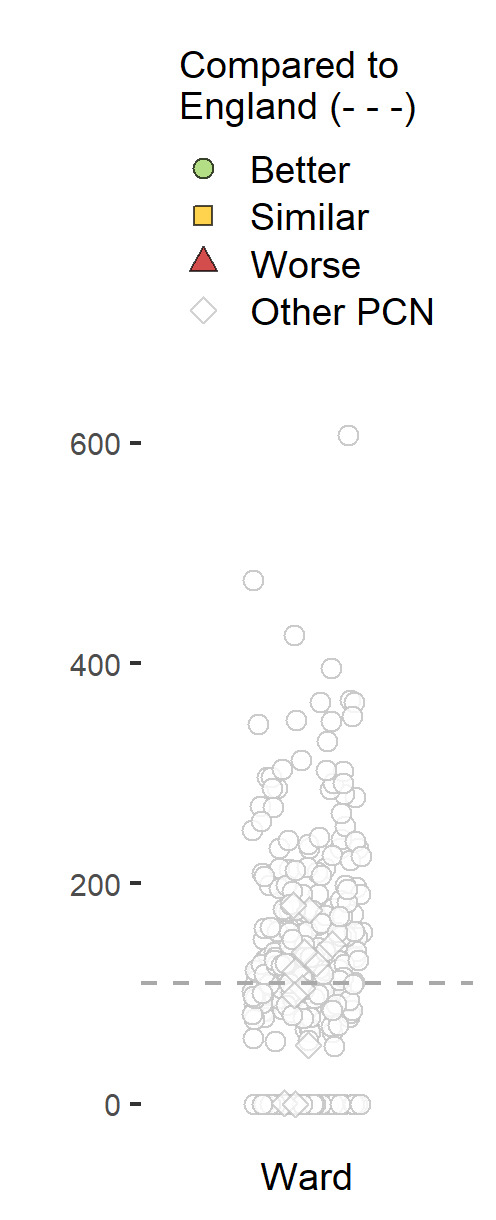 Compared to
England (- - -)
Better
Similar
Worse
Other PCN
600
400
200
0
Ward